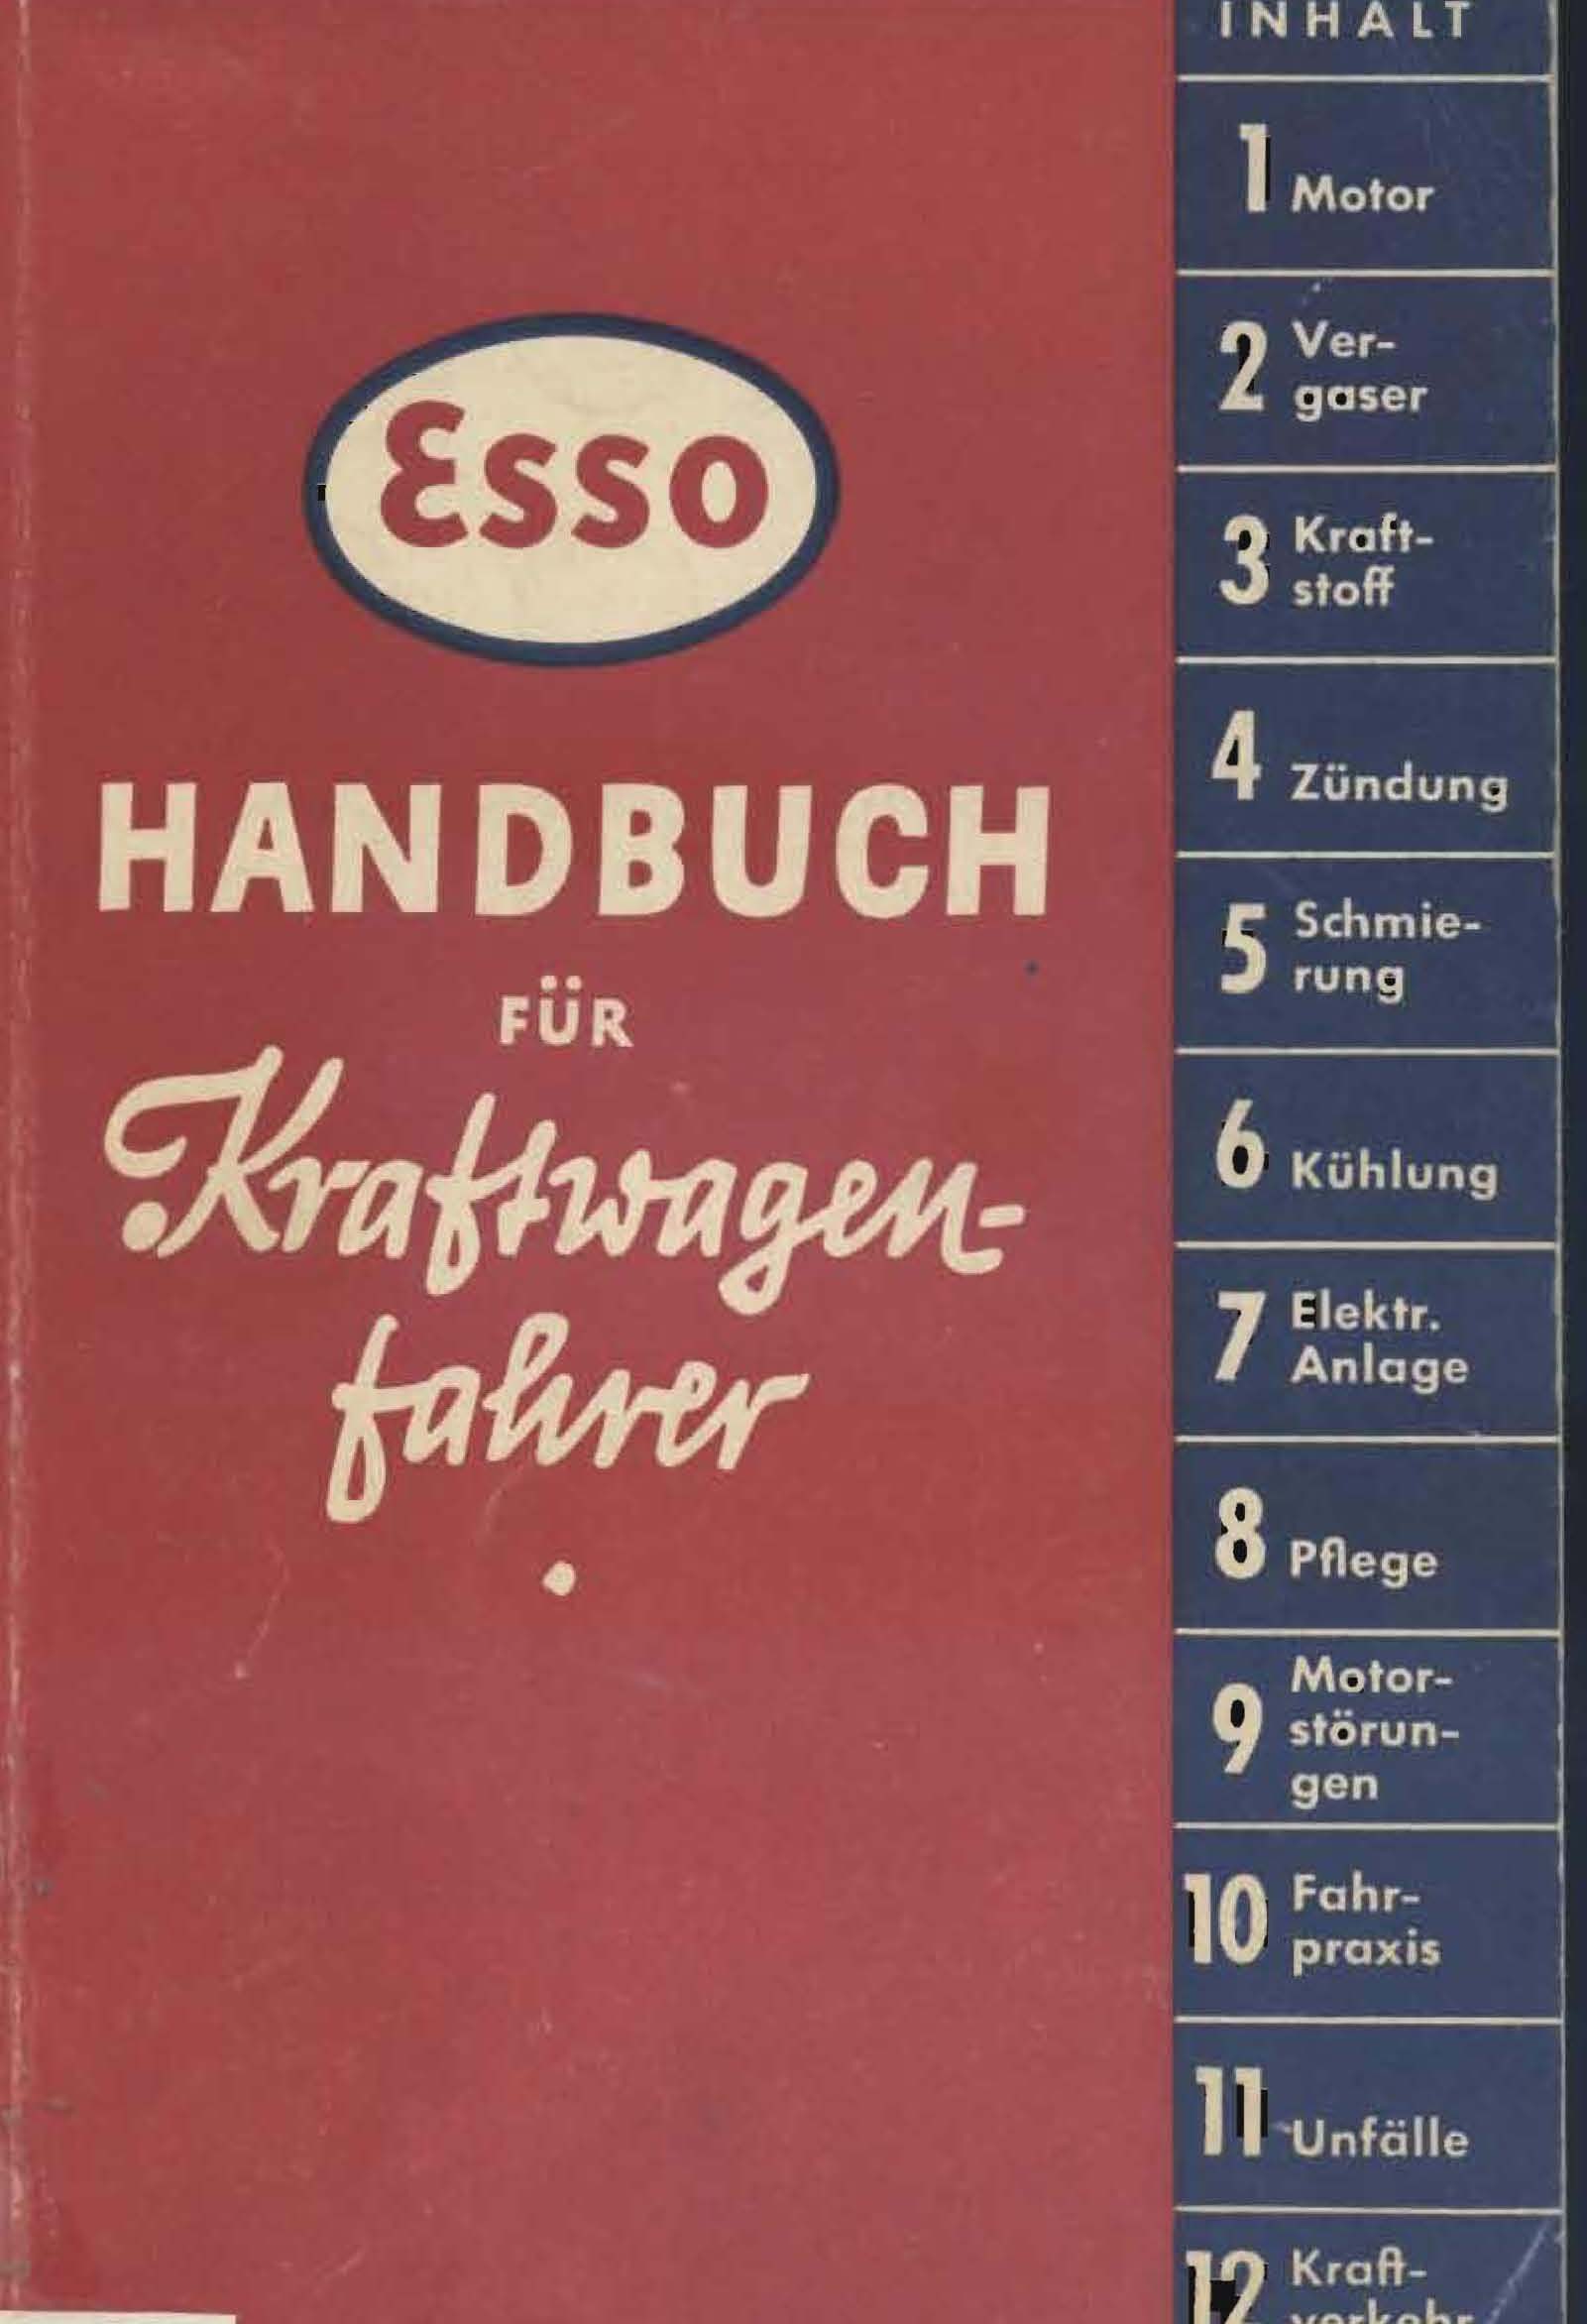 Esso
HANDBUCH
FÜR
Kraftwagen-
fahrer
INHALT
1 Motor
2 Ver-
gaser
3 Kraft-
stoff
4 Zündung
5 Schmie-
rung
6 Kühlung
7 Elektr.
Anlage
8 Pflege
9 Motor-
störun-
gen
10 Fahr-
praxis
11 Unfälle
12 Kraft-
verkehr